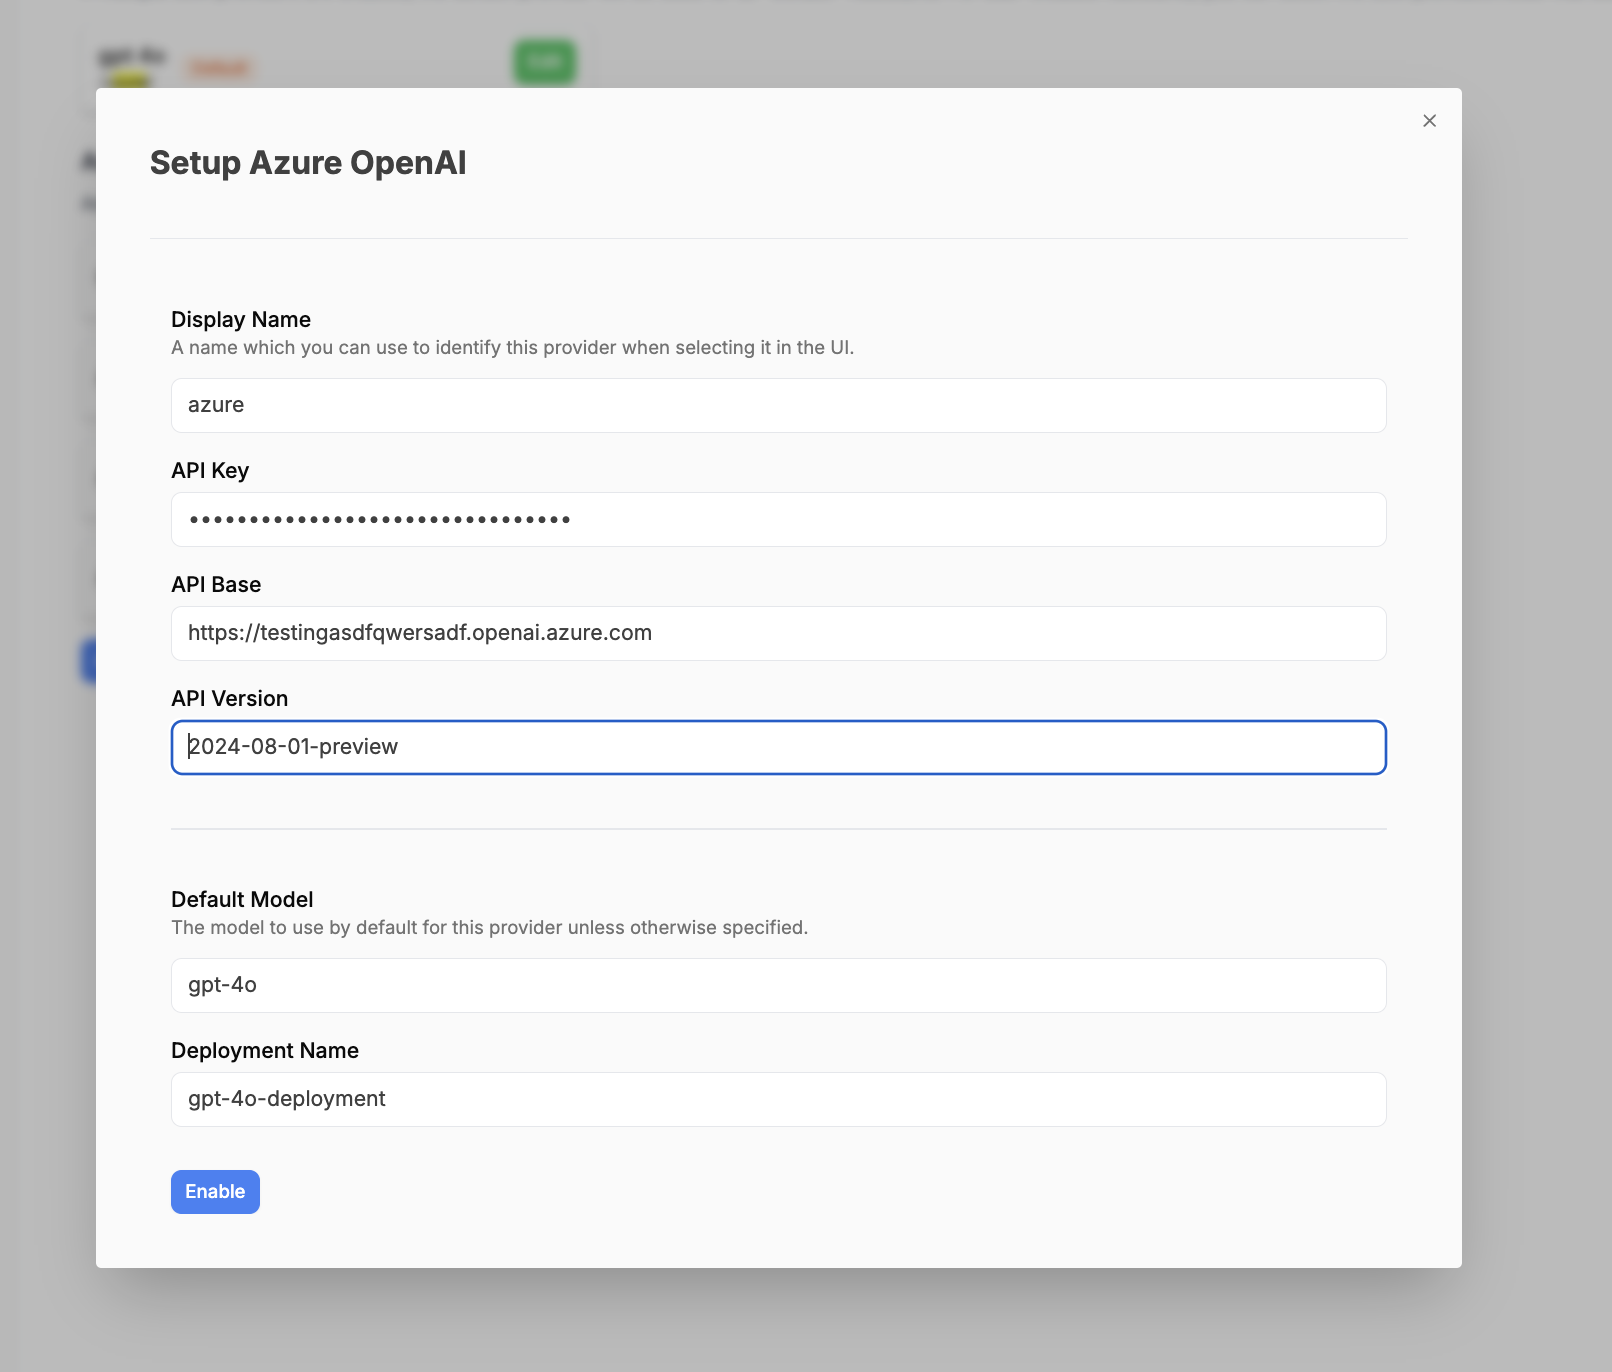 Setup Azure OpenAI
Display Name
A name which you can use to identify this provider when selecting it in the UI.
azure
API Key
••••••••••••••••••••••••••••••••
API Base
https://testingasdfqwersadf.openai.azure.com
API Version
2024-08-01-preview
Default Model
The model to use by default for this provider unless otherwise specified.
gpt-4o
Deployment Name
gpt-4o-deployment
Enable